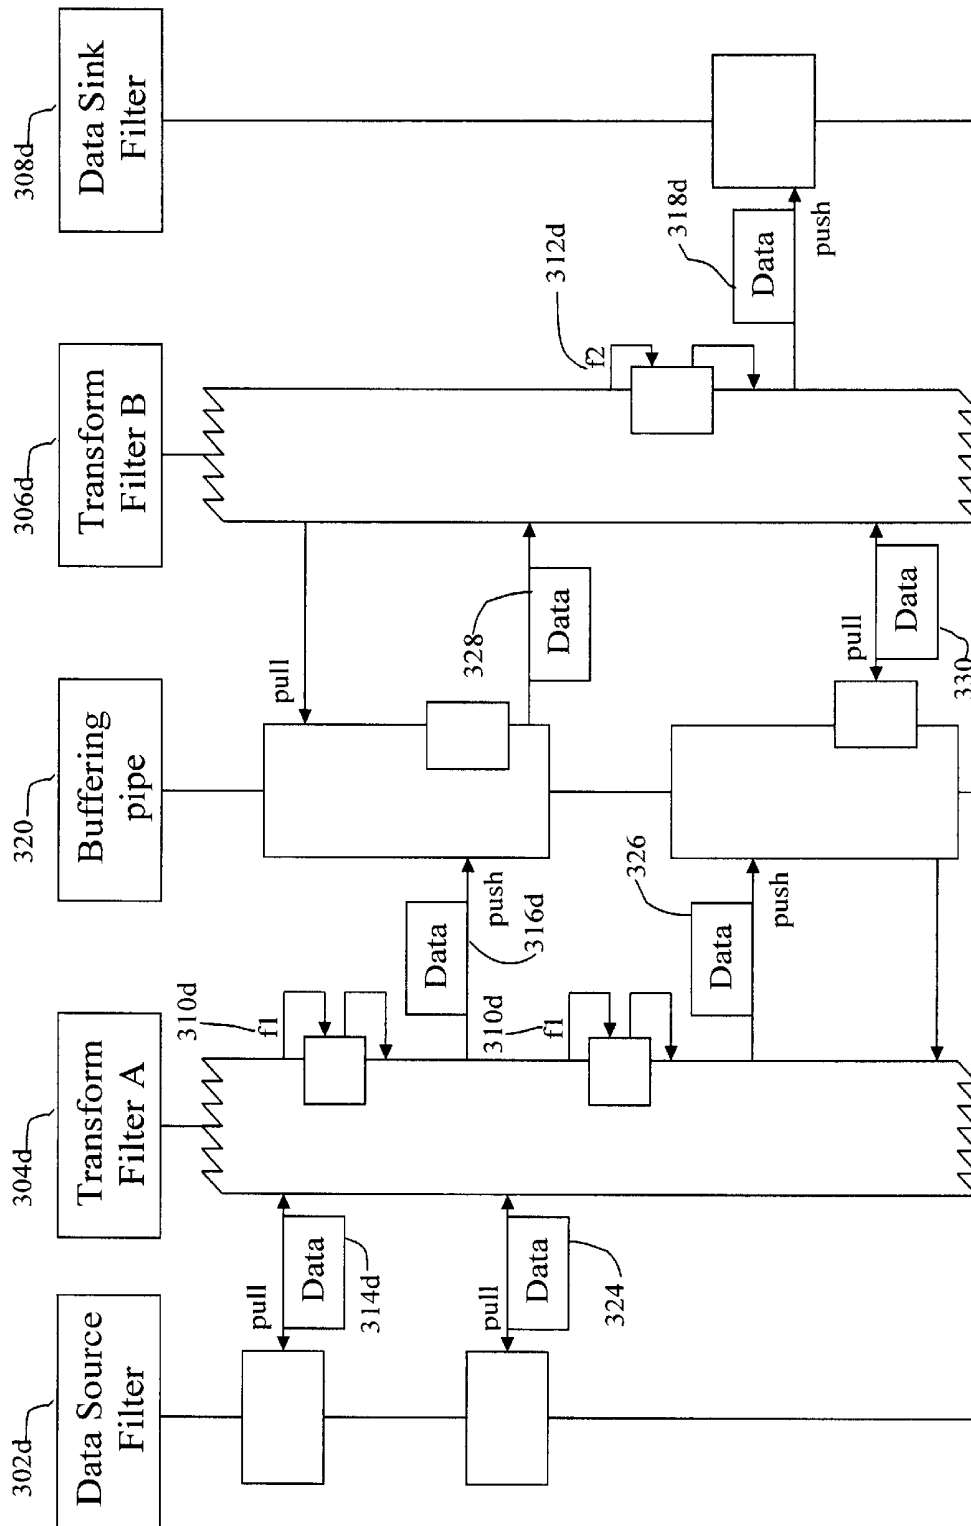 302d
Data Source
Filter
304d
Transform
Filter A
320
Buffering
pipe
306d
Transform
Filter B
308d
Data Sink
Filter
pull
Data
314d
310d
f1
pull
Data
316d
push
pull
Data
324
310d
f1
328
Data
312d
f2
Data
326
push
318d
Data
push
pull
Data
330